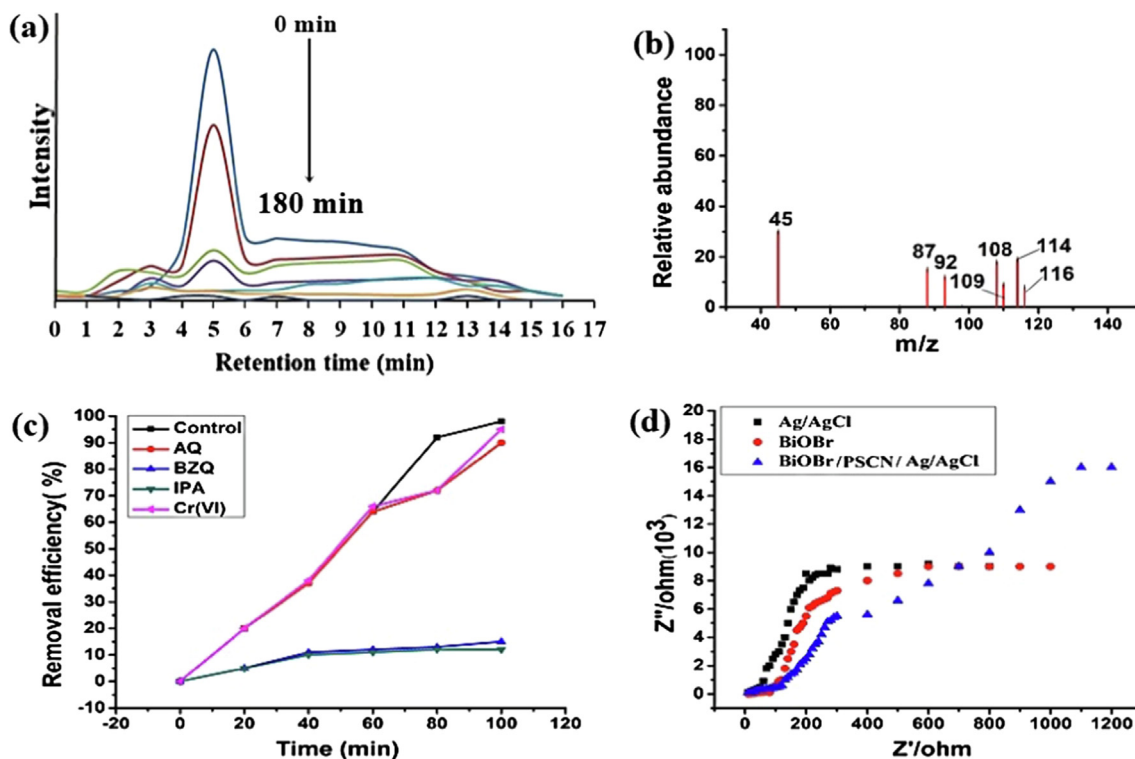 (a)
0 min
180 min
Intensity
0 1 2 3 4 5 6 7 8 9 10 11 12 13 14 15 16 17
Retention time (min)
(b)
100
80
60
40
20
0
Relative abundance
45
87
92
108
109
114
116
40 60 80 100 120 140
m/z
(c)
100
90
80
70
60
50
40
30
20
10
0
-10
Removal efficiency( %)
Control
AQ
BZQ
IPA
Cr(VI)
-20 0 20 40 60 80 100 120
Time (min)
(d)
20
18
16
14
12
10
8
6
4
2
0
Z''/ohm(10³)
Ag/AgCl
BiOBr
BiOBr/PSCN/ Ag/AgCl
0 200 400 600 800 1000 1200
Z'/ohm